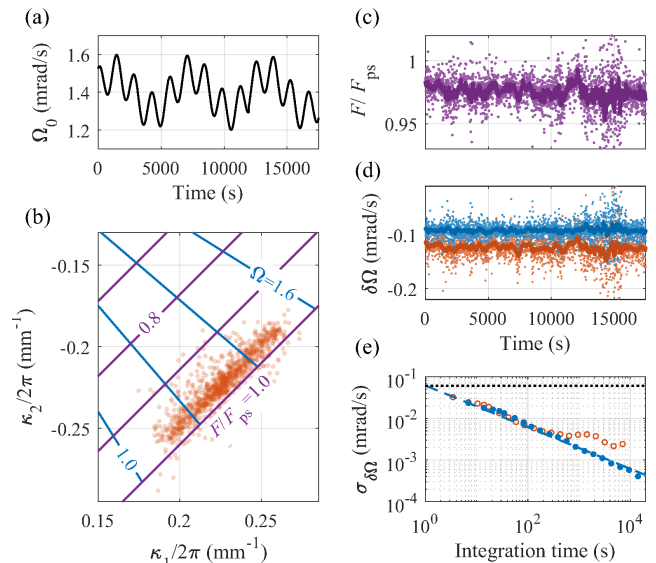 (a)
Ω0 (mrad/s)
1.6
1.4
1.2
0
5000
10000
15000
Time (s)
(b)
κ2/2π (mm-1)
-0.15
-0.2
-0.25
0.8
Ω=1.6
F/Fps=1.0
1.0
0.15
0.2
0.25
κ1/2π (mm-1)
(c)
F/Fps
1
0.95
(d)
δΩ (mrad/s)
-0.1
-0.2
0
5000
10000
15000
Time (s)
(e)
σδΩ (mrad/s)
10-1
10-2
10-3
10-4
100
102
104
Integration time (s)